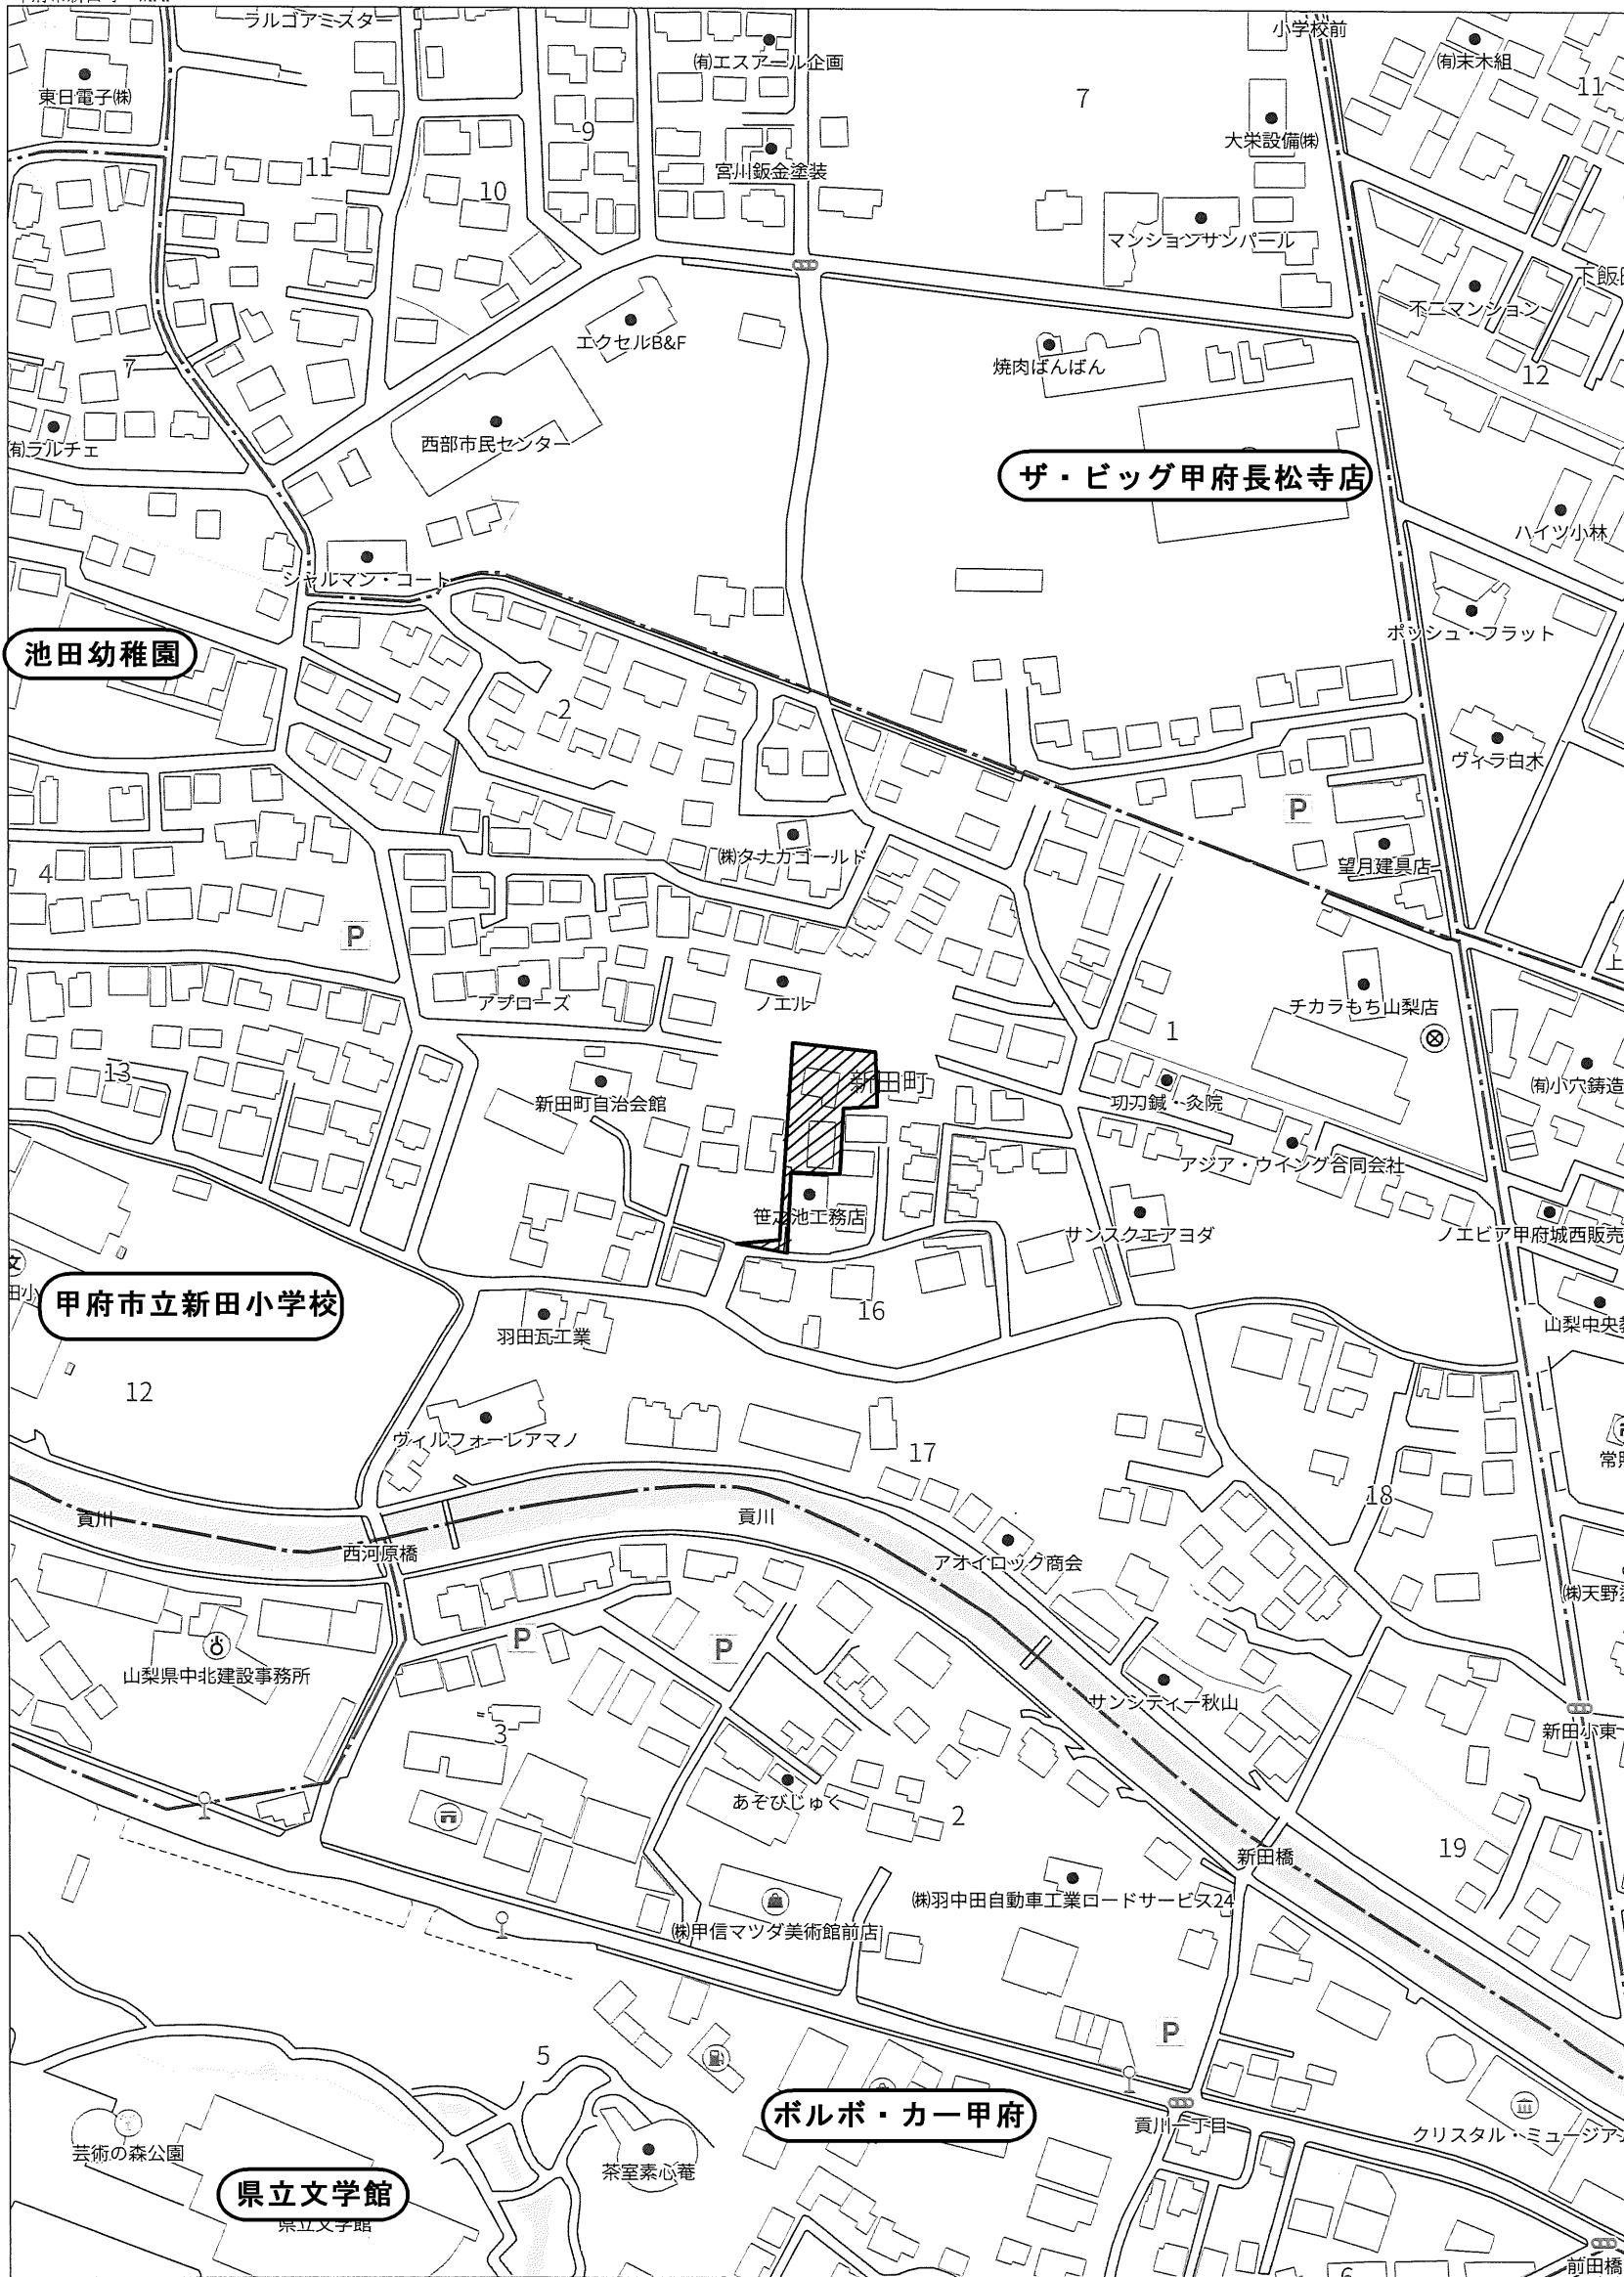 ラルゴアミスター
小学校前
㈲エスアール企画
㈲末木組
東日電子㈱
7
11
大栄設備㈱
9
宮川鈑金塗装
11
10
マンションサンパール
下飯田
不二マンション
エクセルB&F
焼肉ばんばん
7
12
㈲ラルチェ
西部市民センター
ザ・ビッグ甲府長松寺店
ハイツ小林
シャルマン・コート
ポッシュ・フラット
池田幼稚園
2
ヴィラ白木
P
㈱タナカゴールド
望月建具店
4
P
上
アプローズ
ノエル
チカラもち山梨店
1
13
新田町
新田町自治会館
切刃鍼・灸院
㈲小穴鋳造
アジア・ウイング合同会社
笹之池工務店
サンスクエアヨダ
ノエビア甲府城西販売
文
田小
甲府市立新田小学校
16
羽田瓦工業
山梨中央
12
ヴィルフォーレアマノ
17
常
18
貢川
貢川
西河原橋
アオイロック商会
㈱天野
P
P
山梨県中北建設事務所
サンシティー秋山
3
新田小東
あそびじゅく
2
19
新田橋
㈱羽中田自動車工業ロードサービス24
㈱甲信マツダ美術館前店
P
5
ボルボ・カー甲府
貢川一丁目
クリスタル・ミュージア
芸術の森公園
茶室素心菴
県立文学館
県立文学館
前田橋
6